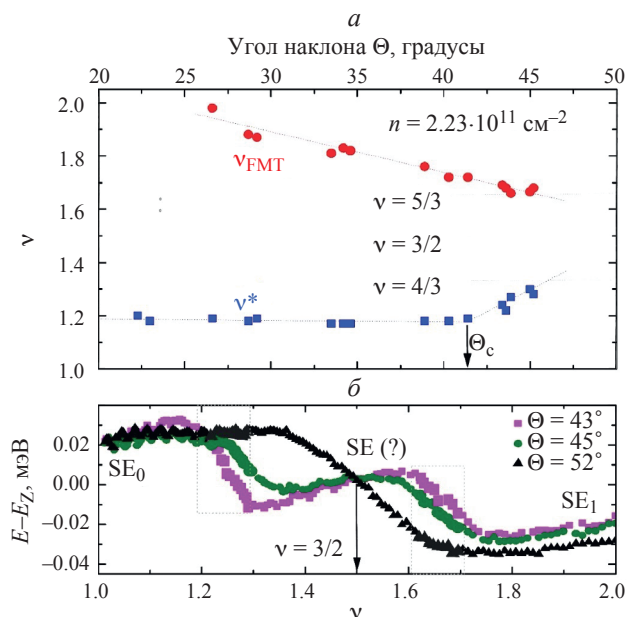 а
Угол наклона Θ, градусы
20 25 30 35 40 45 50
2.0
n = 2.23·10¹¹ см⁻²
ν_FMT
1.8
ν = 5/3
1.6
ν
ν = 3/2
1.4
ν = 4/3
ν*
1.2
Θ_c
1.0
б
Θ = 43°
Θ = 45°
Θ = 52°
0.02
SE (?)
SE₀
0.00
SE₁
E–E_Z, мэВ
–0.02
ν = 3/2
–0.04
1.0 1.2 1.4 1.6 1.8 2.0
ν